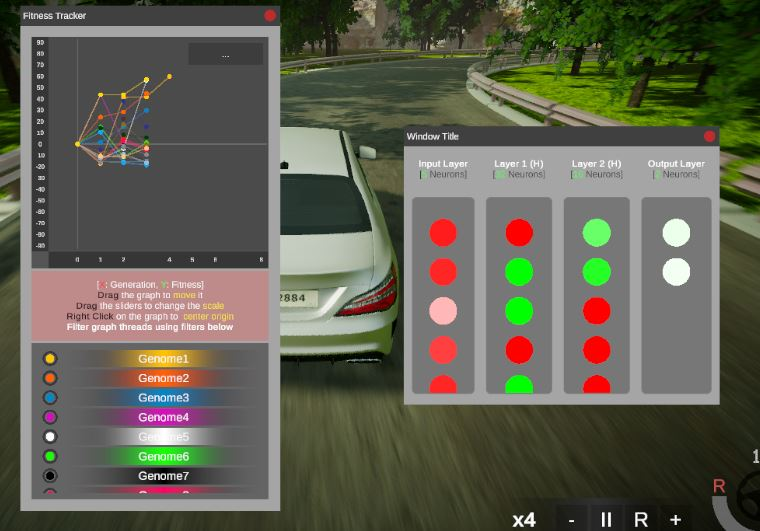 Fitness Tracker
...
90
80
70
60
50
40
30
20
10
0
-10
-20
-30
-40
-50
-60
-70
-80
-90
0 1 2 4 5 6 8
[X: Generation, Y: Fitness]
Drag the graph to move it
Drag the sliders to change the scale
Right Click on the graph to center origin
Filter graph threads using filters below
Genome1
Genome2
Genome3
Genome4
Genome5
Genome6
Genome7
2884
Window Title
Input Layer Layer 1 (H) Layer 2 (H) Output Layer
Neurons] Neurons] Neurons] Neurons]
1
R
x4 - II R +